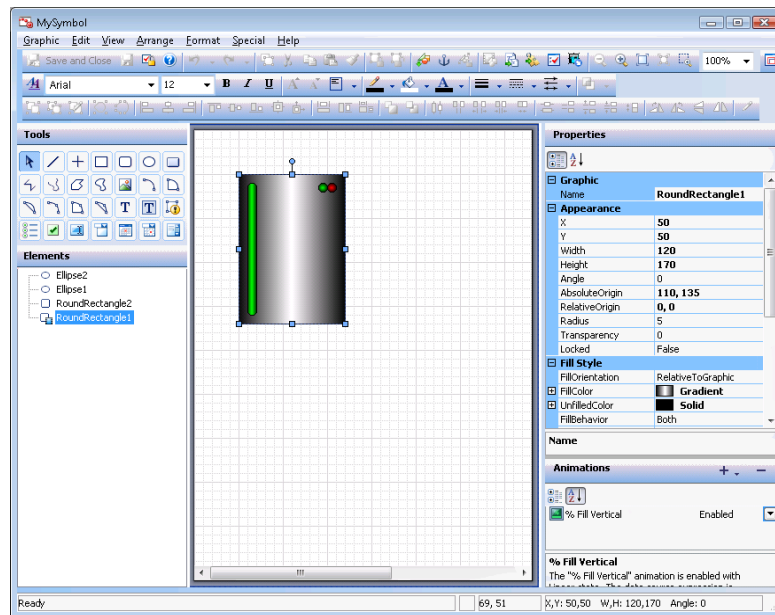 MySymbol
Graphic Edit View Arrange Format Special Help
Save and Close 100%
Arial 12 B I U A
Tools
T T
Elements
Ellipse2
Ellipse1
RoundRectangle2
RoundRectangle1
Properties
Graphic
Name RoundRectangle1
Appearance
X 50
Y 50
Width 120
Height 170
Angle 0
AbsoluteOrigin 110, 135
RelativeOrigin 0, 0
Radius 5
Transparency 0
Locked False
Fill Style
FillOrientation RelativeToGraphic
FillColor Gradient
UnfilledColor Solid
FillBehavior Both
Name
Animations
% Fill Vertical Enabled
% Fill Vertical
The "% Fill Vertical" animation is enabled with
Ready 69, 51 X,Y: 50,50 W,H: 120,170 Angle: 0